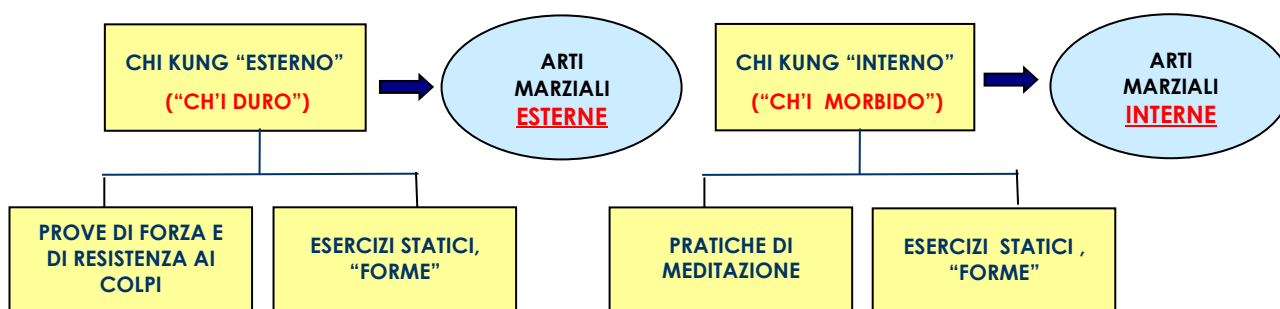 CHI KUNG “ESTERNO”
(“CH’I DURO”)
ARTI
MARZIALI
ESTERNE
CHI KUNG “INTERNO”
(“CH’I MORBIDO”)
ARTI
MARZIALI
INTERNE
PROVE DI FORZA E
DI RESISTENZA AI
COLPI
ESERCIZI STATICI,
“FORME”
PRATICHE DI
MEDITAZIONE
ESERCIZI STATICI ,
“FORME”